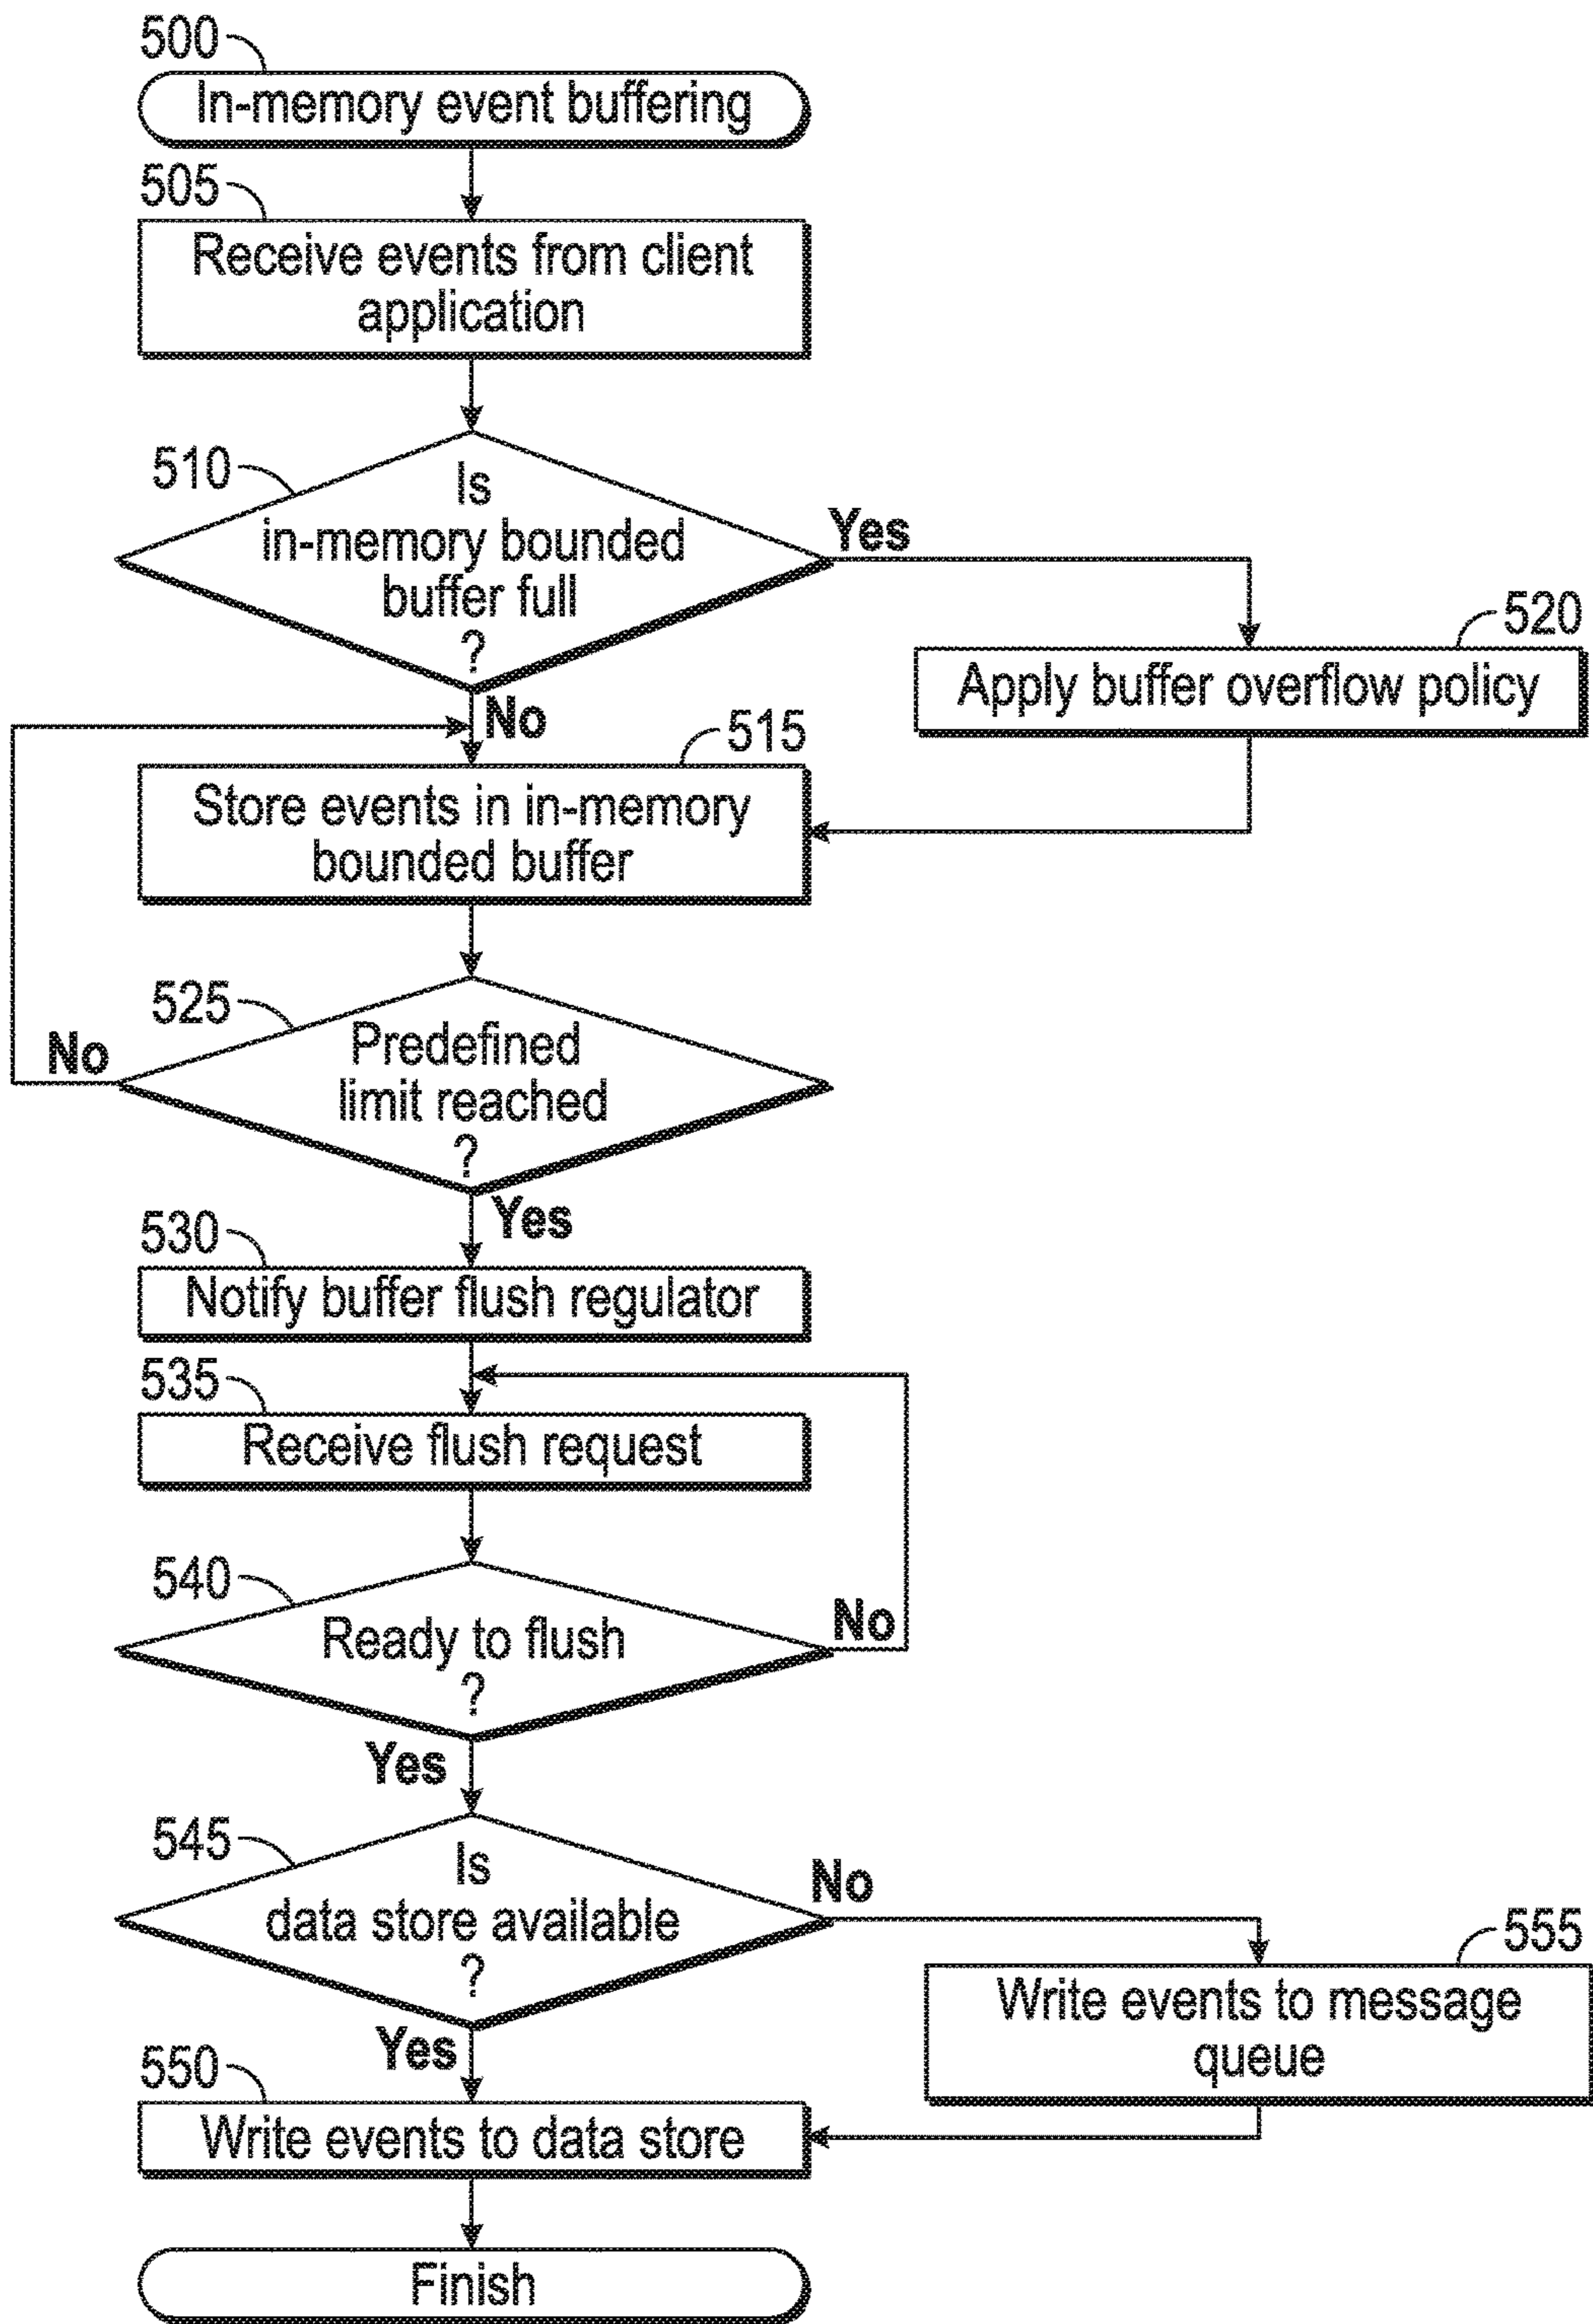 500
In-memory event buffering
505
Receive events from client
application
510
Is
in-memory bounded
buffer full
?
Yes
520
Apply buffer overflow policy
No
515
Store events in in-memory
bounded buffer
525
Predefined
limit reached
?
No
Yes
530
Notify buffer flush regulator
535
Receive flush request
540
Ready to flush
?
No
Yes
545
Is
data store available
?
No
555
Write events to message
queue
Yes
550
Write events to data store
Finish